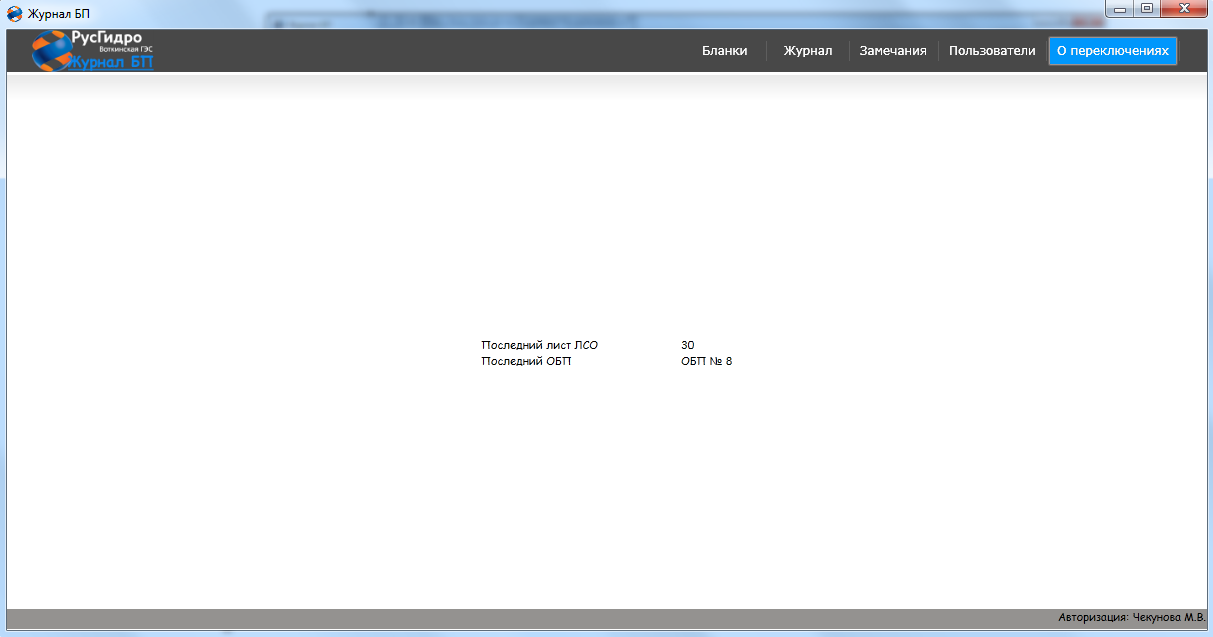 Журнал БП
РусГидро
Воткинская ГЭС
Журнал БП
Бланки Журнал Замечания Пользователи О переключениях
Последний лист ЛСО 30
Последний ОБП ОБП № 8
Авторизация: Чекунова М.В.